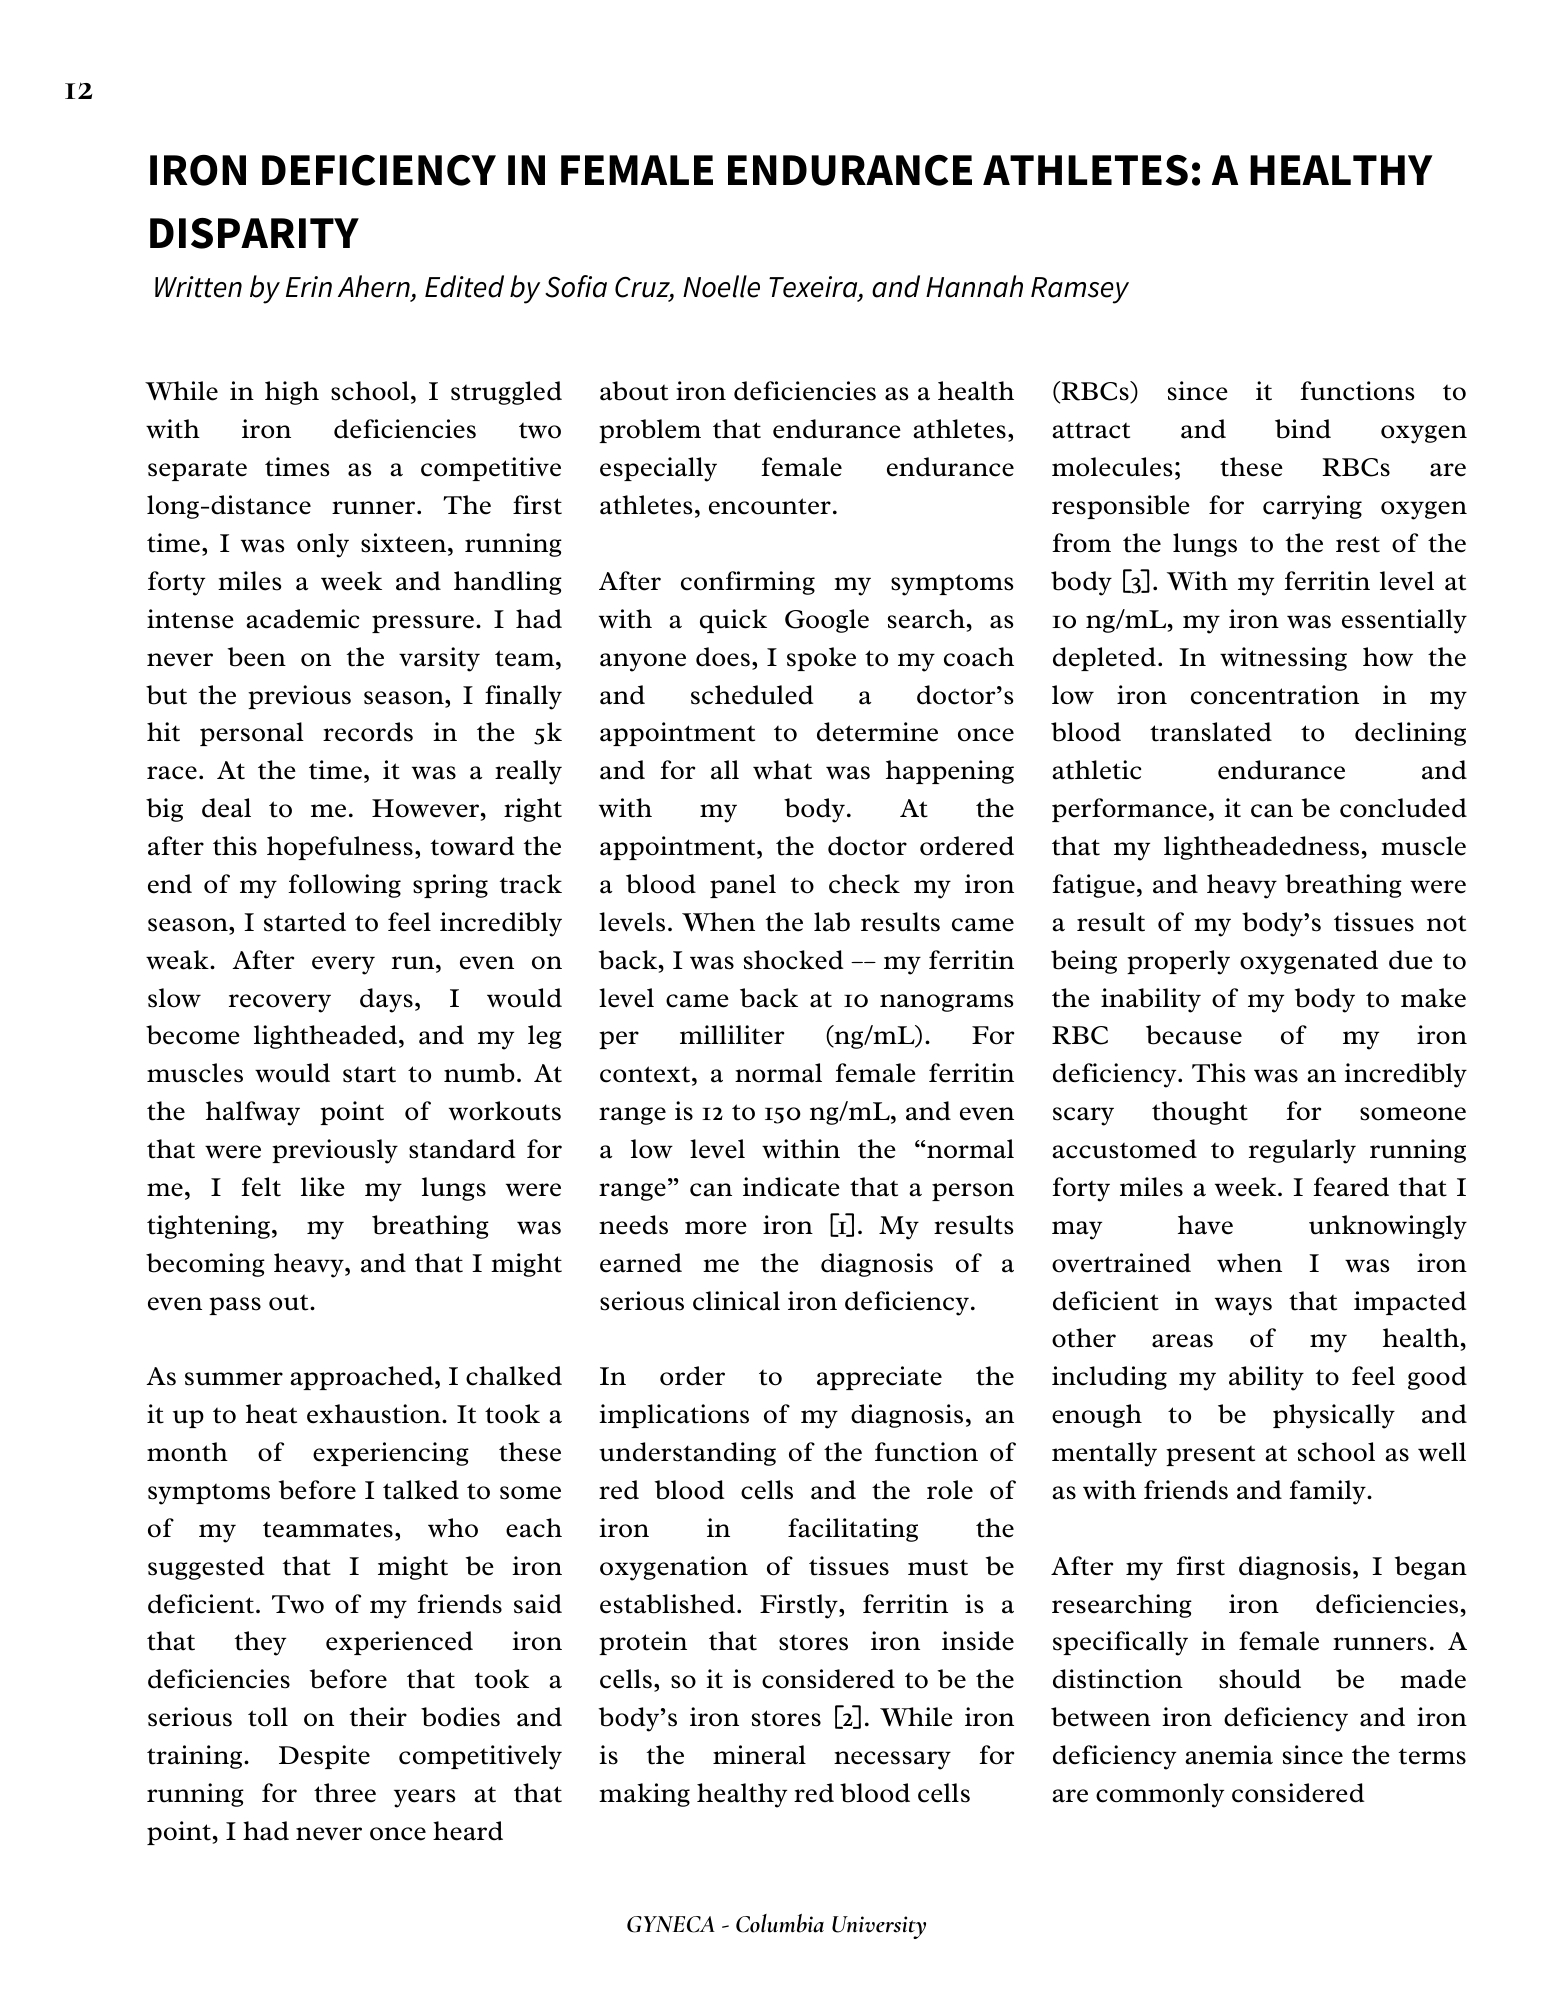 12
IRON DEFICIENCY IN FEMALE ENDURANCE ATHLETES: A HEALTHY
DISPARITY
Written by Erin Ahern, Edited by Sofia Cruz, Noelle Texeira, and Hannah Ramsey
While in high school, I struggled
with iron deficiencies two
separate times as a competitive
long-distance runner. The first
time, I was only sixteen, running
forty miles a week and handling
intense academic pressure. I had
never been on the varsity team,
but the previous season, I finally
hit personal records in the 5k
race. At the time, it was a really
big deal to me. However, right
after this hopefulness, toward the
end of my following spring track
season, I started to feel incredibly
weak. After every run, even on
slow recovery days, I would
become lightheaded, and my leg
muscles would start to numb. At
the halfway point of workouts
that were previously standard for
me, I felt like my lungs were
tightening, my breathing was
becoming heavy, and that I might
even pass out.
As summer approached, I chalked
it up to heat exhaustion. It took a
month of experiencing these
symptoms before I talked to some
of my teammates, who each
suggested that I might be iron
deficient. Two of my friends said
that they experienced iron
deficiencies before that took a
serious toll on their bodies and
training. Despite competitively
running for three years at that
point, I had never once heard
about iron deficiencies as a health
problem that endurance athletes,
especially female endurance
athletes, encounter.
After confirming my symptoms
with a quick Google search, as
anyone does, I spoke to my coach
and scheduled a doctor’s
appointment to determine once
and for all what was happening
with my body. At the
appointment, the doctor ordered
a blood panel to check my iron
levels. When the lab results came
back, I was shocked -- my ferritin
level came back at 10 nanograms
per milliliter (ng/mL). For
context, a normal female ferritin
range is 12 to 150 ng/mL, and even
a low level within the “normal
range” can indicate that a person
needs more iron [1]. My results
earned me the diagnosis of a
serious clinical iron deficiency.
In order to appreciate the
implications of my diagnosis, an
understanding of the function of
red blood cells and the role of
iron in facilitating the
oxygenation of tissues must be
established. Firstly, ferritin is a
protein that stores iron inside
cells, so it is considered to be the
body’s iron stores [2]. While iron
is the mineral necessary for
making healthy red blood cells
(RBCs) since it functions to
attract and bind oxygen
molecules; these RBCs are
responsible for carrying oxygen
from the lungs to the rest of the
body [3]. With my ferritin level at
10 ng/mL, my iron was essentially
depleted. In witnessing how the
low iron concentration in my
blood translated to declining
athletic endurance and
performance, it can be concluded
that my lightheadedness, muscle
fatigue, and heavy breathing were
a result of my body’s tissues not
being properly oxygenated due to
the inability of my body to make
RBC because of my iron
deficiency. This was an incredibly
scary thought for someone
accustomed to regularly running
forty miles a week. I feared that I
may have unknowingly
overtrained when I was iron
deficient in ways that impacted
other areas of my health,
including my ability to feel good
enough to be physically and
mentally present at school as well
as with friends and family.
After my first diagnosis, I began
researching iron deficiencies,
specifically in female runners. A
distinction should be made
between iron deficiency and iron
deficiency anemia since the terms
are commonly considered
GYNECA - Columbia University